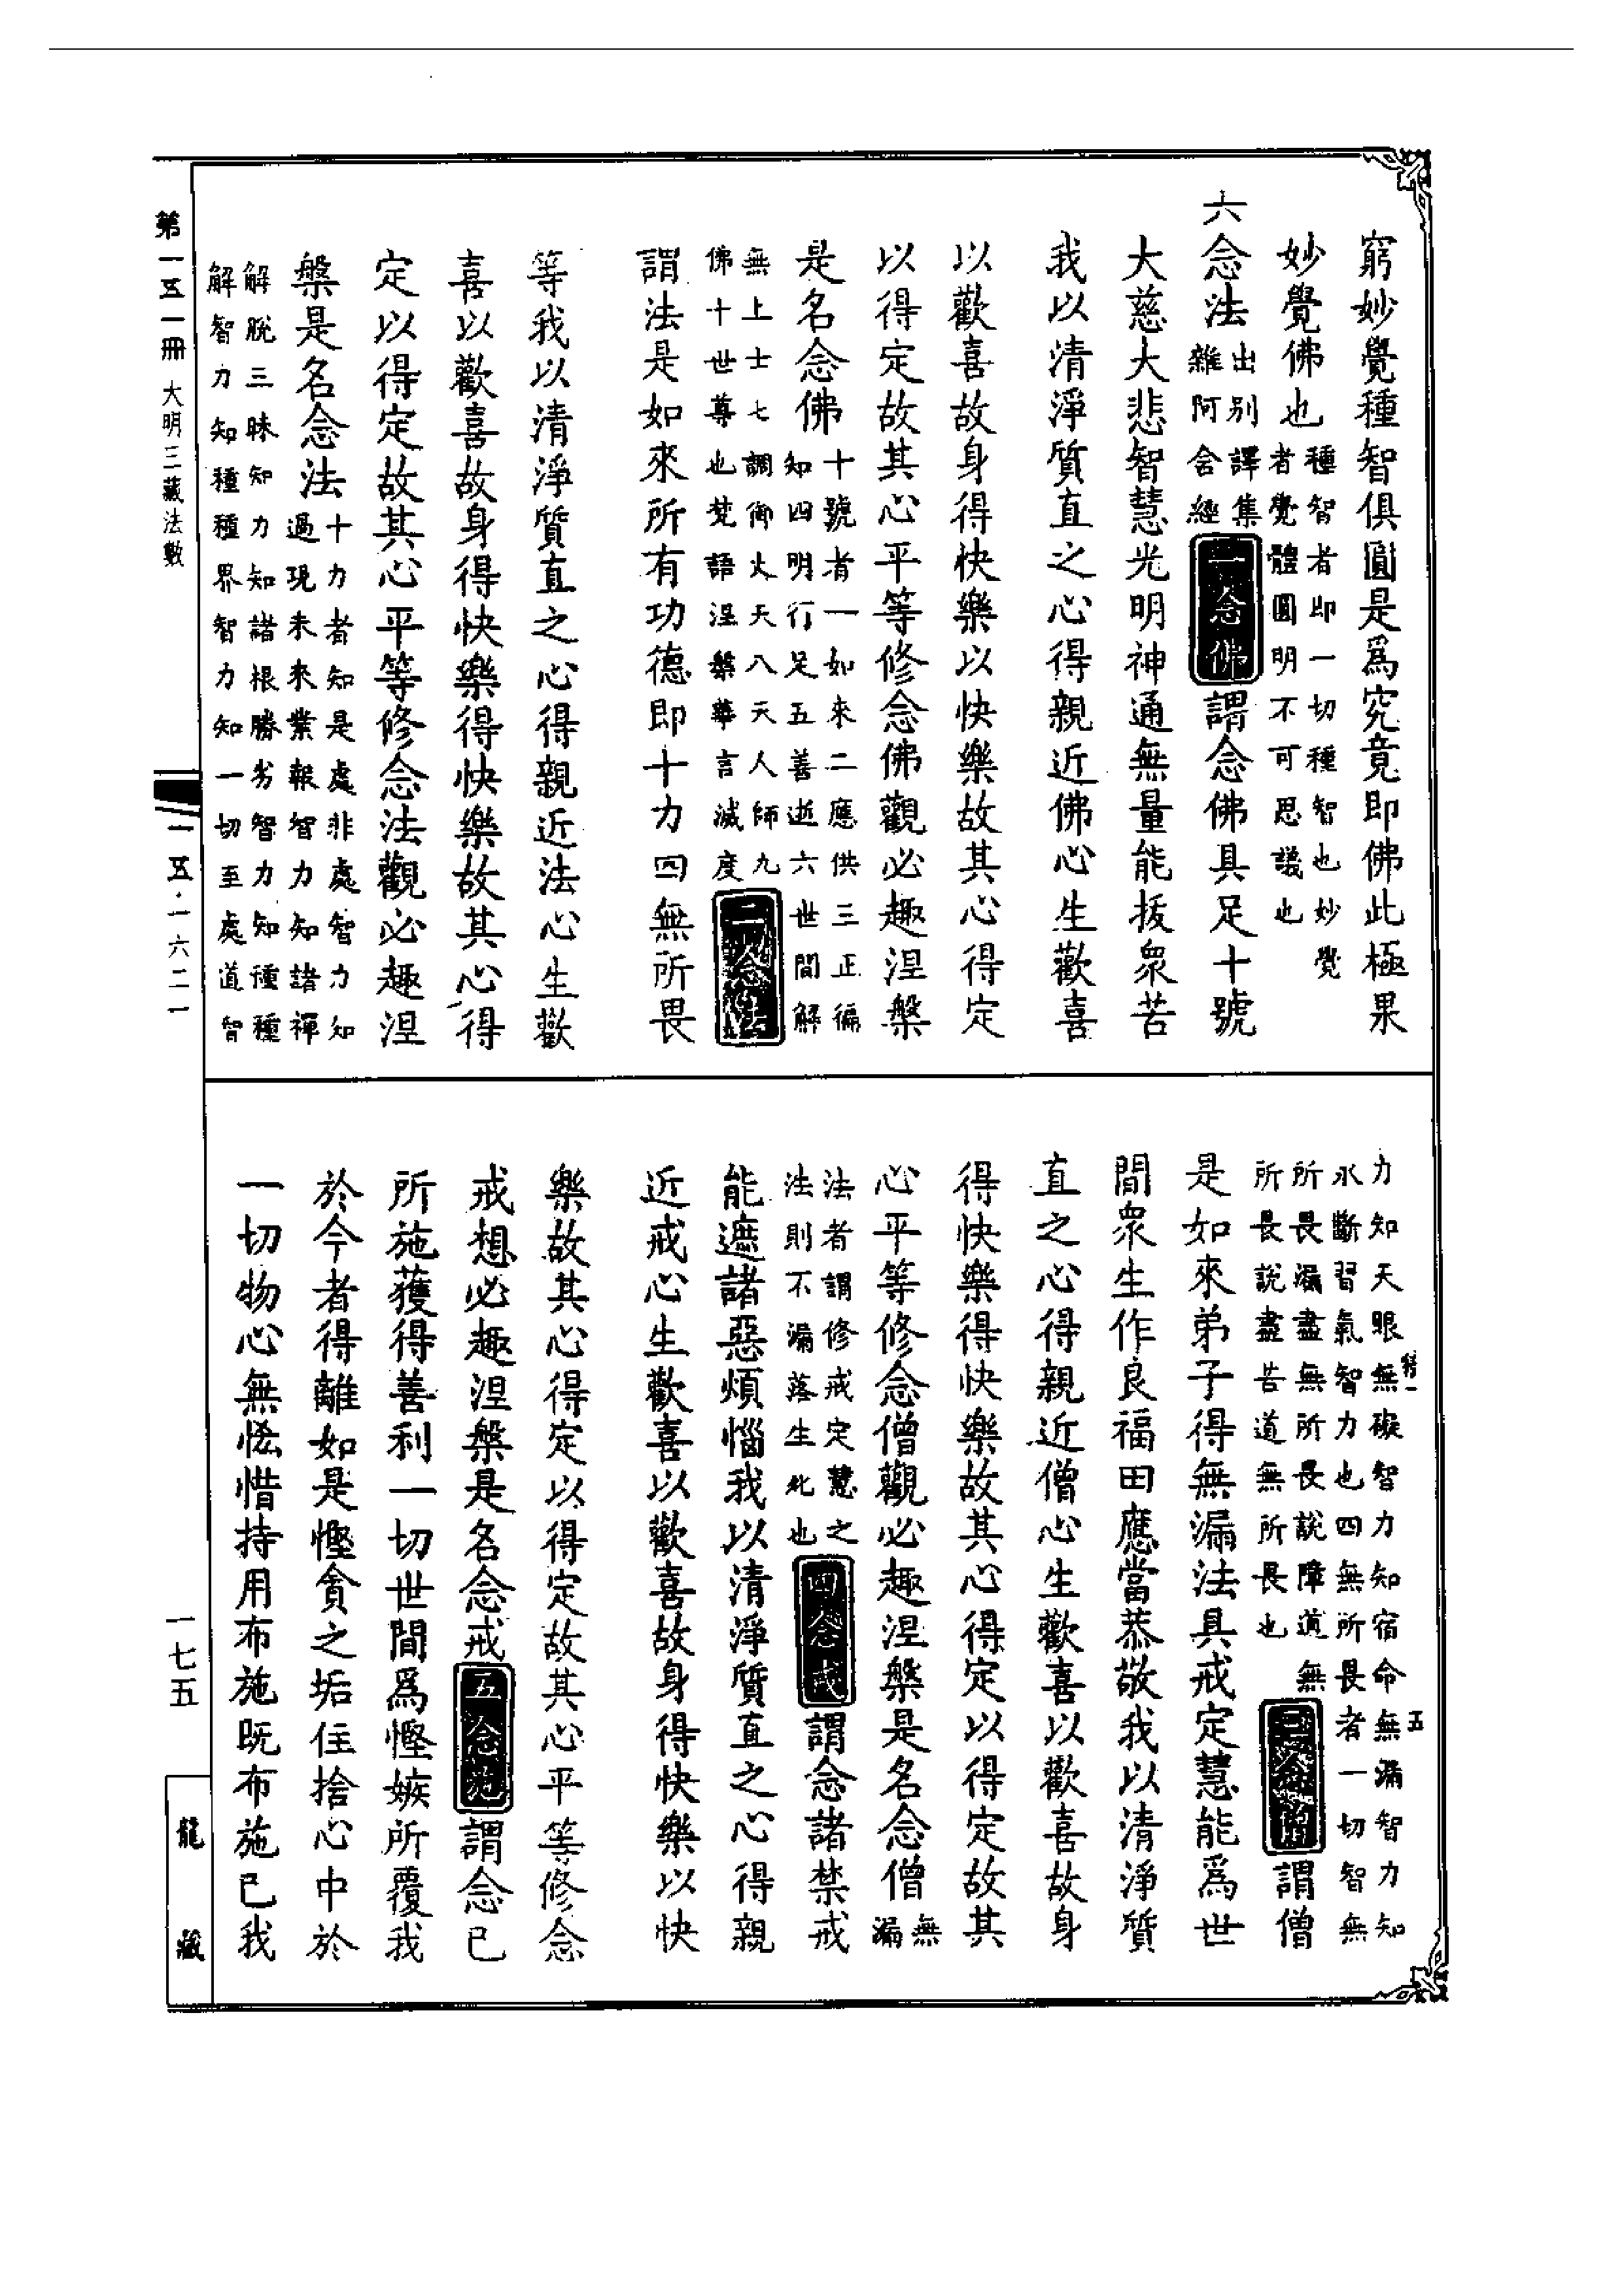 窮妙覺種智俱圓是爲究竟即佛此極果
妙覺佛也種智者即一切種智也妙覺
者覺體圓明不可思議也
六念法出別譯集
雜阿含經
一念佛謂念佛具足十號
大慈大悲智慧光明神通無量能拔衆苦
我以清淨質直之心得親近佛心生歡喜
以歡喜故身得快樂以快樂故其心得定
以得定故其心平等修念佛觀必趣涅槃
是名念佛十號者一如來二應供三正徧
知四明行足五善逝六世間解
無上士七調御丈夫八天人師九
佛十世尊也梵語涅槃華言滅度
二念法
謂法是如來所有功德即十力四無所畏
等我以清淨質直之心得親近法心生歡
喜以歡喜故身得快樂得快樂故其心得
定以得定故其心平等修念法觀必趣涅
槃是名念法十力者知是處非處智力知
過現未來業報智力知諸禪
解脫三昧知力知諸根勝劣智力知種種
解智力知種種界智力知一切至處道智
力知天眼無礙智力知宿命無漏智力知
永斷習氣智力也四無所畏者一切智無
所畏漏盡無所畏說障道無
所畏說盡苦道無所畏也
三念僧謂僧
是如來弟子得無漏法具戒定慧能爲世
間衆生作良福田應當恭敬我以清淨質
直之心得親近僧心生歡喜以歡喜故身
得快樂得快樂故其心得定以得定故其
心平等修念僧觀必趣涅槃是名念僧無
漏
法者謂修戒定慧之
法則不漏落生死也
四念戒謂念諸禁戒
能遮諸惡煩惱我以清淨質直之心得親
近戒心生歡喜以歡喜故身得快樂以快
樂故其心得定以得定故其心平等修念
戒想必趣涅槃是名念戒五念施謂念已
所施獲得善利一切世間爲慳嫉所覆我
於今者得離如是慳貪之垢住捨心中於
一切物心無悋惜持用布施既布施已我
五
第一五一冊 大明三藏法數
一五·一六二一
一七五
龍藏